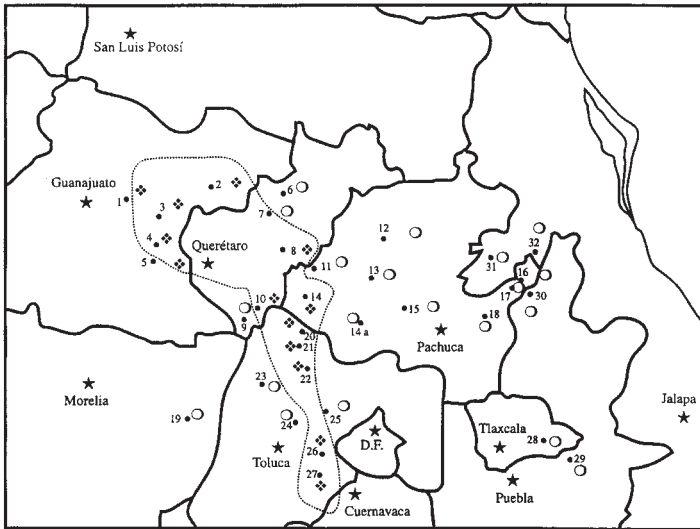 San Luis Potosí
Guanajuato
1
2
3
4
5
6
7
Querétaro
8
9
10
11
12
13
14
14 a
15
Pachuca
16
17
18
30
31
32
Morelia
19
20
21
22
23
24
25
26
27
Toluca
D.F.
Cuernavaca
Tlaxcala
28
29
Puebla
Jalapa